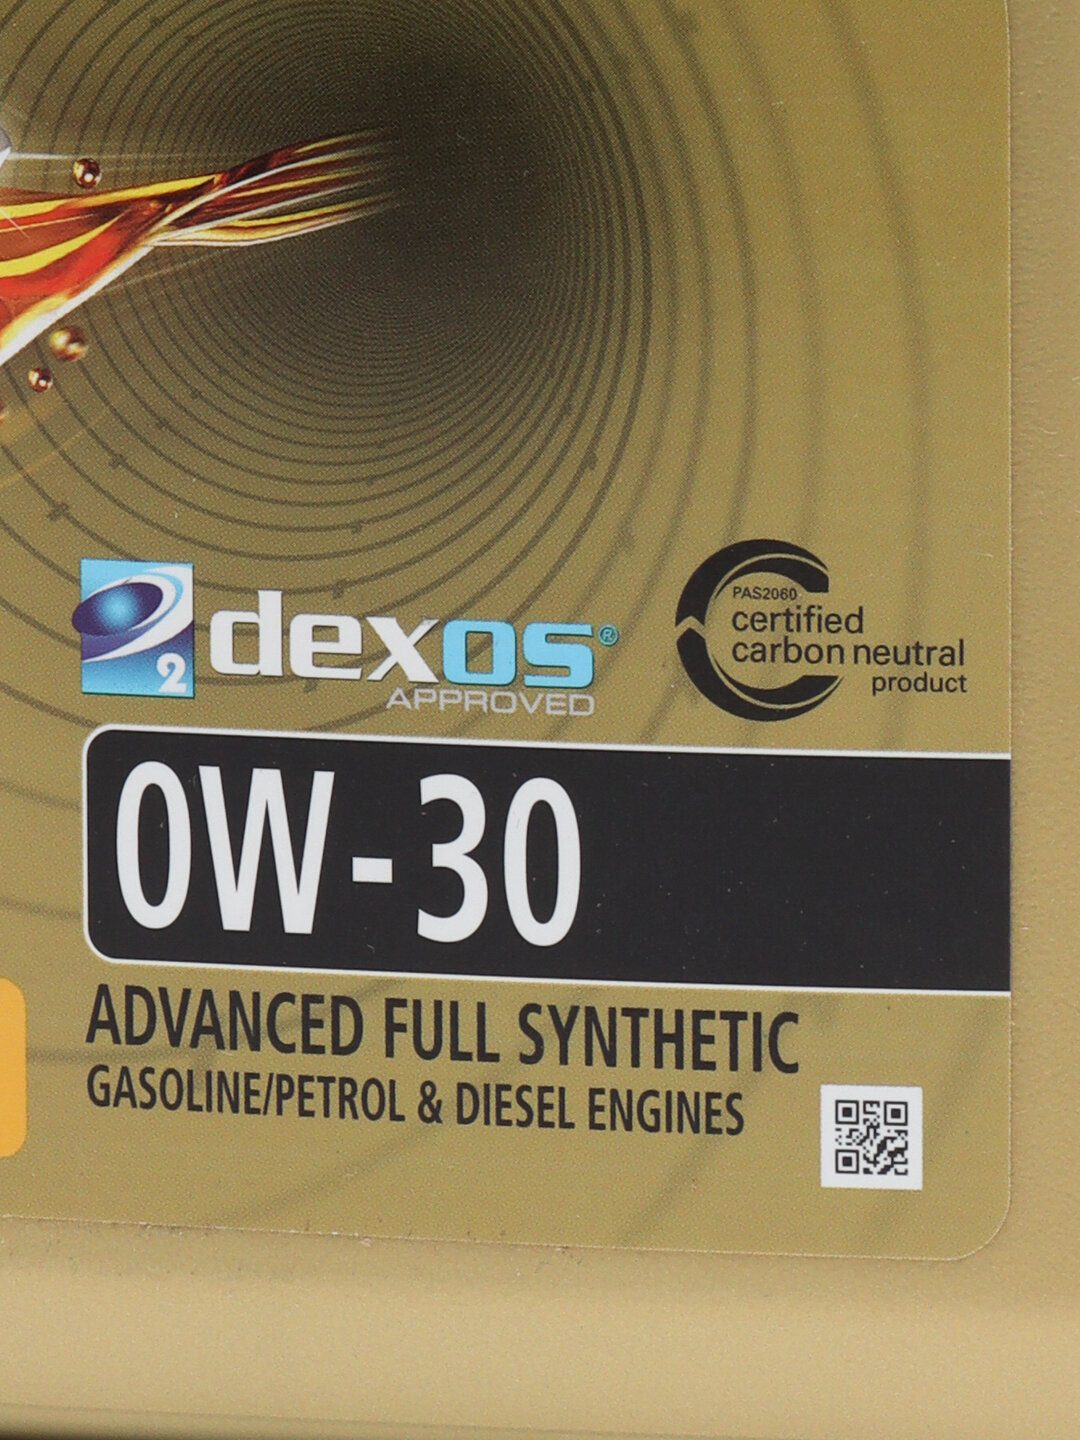 2
dexos®
APPROVED
PAS2060
certified
carbon neutral
product
0W-30
ADVANCED FULL SYNTHETIC
GASOLINE/PETROL & DIESEL ENGINES